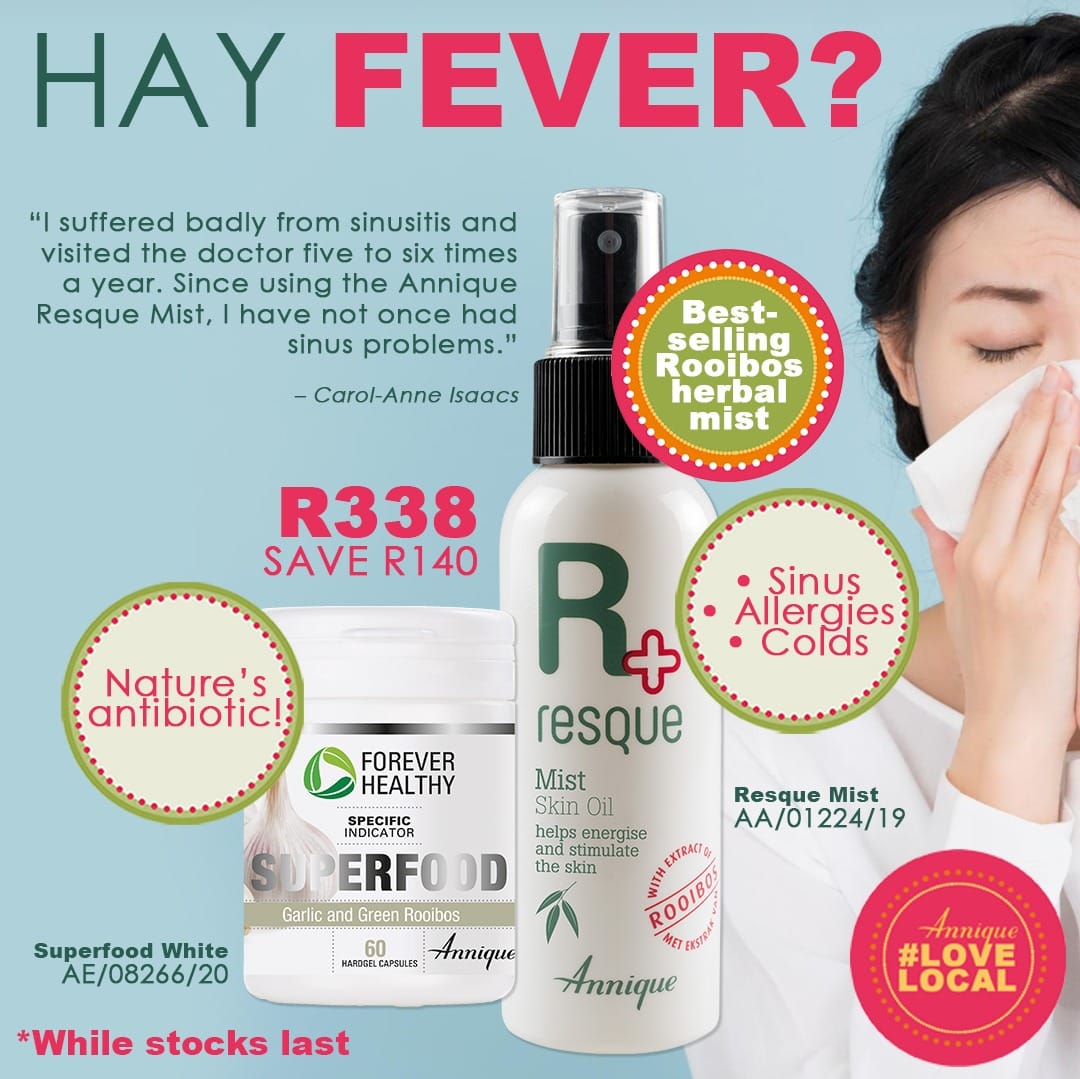 HAY FEVER?
“I suffered badly from sinusitis and
visited the doctor five to six times
a year. Since using the Annique
Resque Mist, I have not once had
sinus problems.”
– Carol-Anne Isaacs
Best-
selling
Rooibos
herbal
mist
R338
SAVE R140
• Sinus
• Allergies
• Colds
Nature’s
antibiotic!
FOREVER
HEALTHY
SPECIFIC
INDICATOR
SUPERFOOD
Garlic and Green Rooibos
60
HARDGEL CAPSULES
Annique
R+
resque
Mist
Skin Oil
helps energise
and stimulate
the skin
WITH EXTRACT OF
ROOIBOS
MET EKSTRAK VAN
Annique
Resque Mist
AA/01224/19
Superfood White
AE/08266/20
Annique
#LOVE
LOCAL
*While stocks last